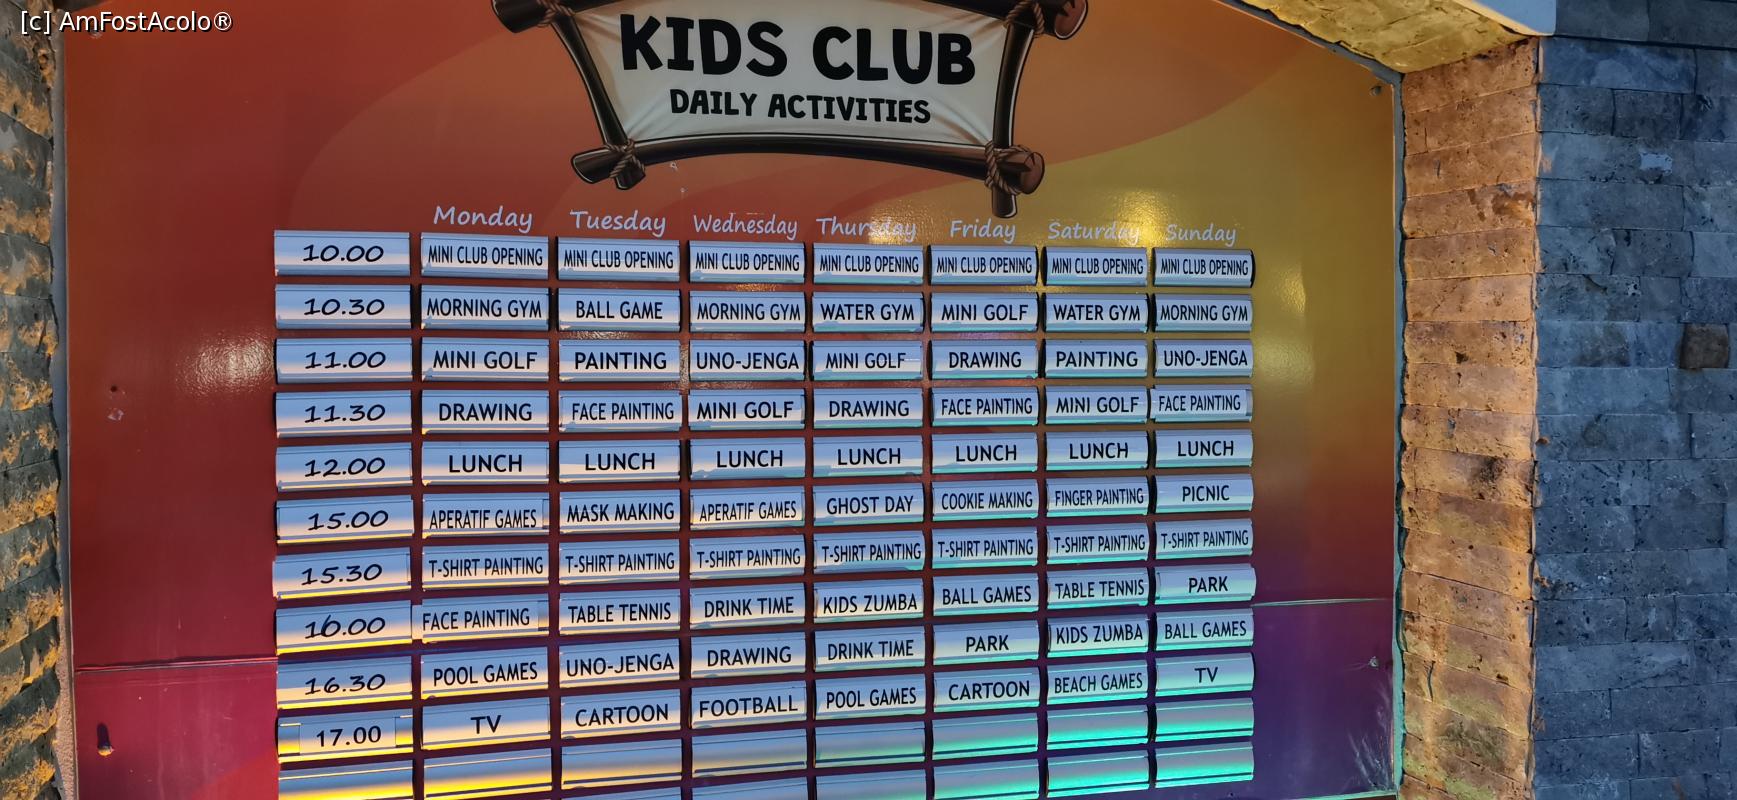 [c] AmFostAcolo®
KIDS CLUB
DAILY ACTIVITIES
Monday Tuesday Wednesday Thursday Friday Saturday Sunday
10.00 MINI CLUB OPENING MINI CLUB OPENING MINI CLUB OPENING MINI CLUB OPENING MINI CLUB OPENING MINI CLUB OPENING MINI CLUB OPENING
10.30 MORNING GYM BALL GAME MORNING GYM WATER GYM MINI GOLF WATER GYM MORNING GYM
11.00 MINI GOLF PAINTING UNO-JENGA MINI GOLF DRAWING PAINTING UNO-JENGA
11.30 DRAWING FACE PAINTING MINI GOLF DRAWING FACE PAINTING MINI GOLF FACE PAINTING
12.00 LUNCH LUNCH LUNCH LUNCH LUNCH LUNCH LUNCH
15.00 APERATIF GAMES MASK MAKING APERATIF GAMES GHOST DAY COOKIE MAKING FINGER PAINTING PICNIC
15.30 T-SHIRT PAINTING T-SHIRT PAINTING T-SHIRT PAINTING T-SHIRT PAINTING T-SHIRT PAINTING T-SHIRT PAINTING T-SHIRT PAINTING
16.00 FACE PAINTING TABLE TENNIS DRINK TIME KIDS ZUMBA BALL GAMES TABLE TENNIS PARK
16.30 POOL GAMES UNO-JENGA DRAWING DRINK TIME PARK KIDS ZUMBA BALL GAMES
17.00 TV CARTOON FOOTBALL POOL GAMES CARTOON BEACH GAMES TV